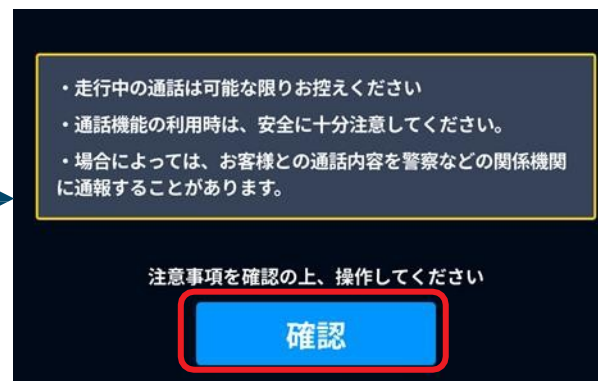 ・走行中の通話は可能な限りお控えください
・通話機能の利用時は、安全に十分注意してください。
・場合によっては、お客様との通話内容を警察などの関係機関
に通報することがあります。
注意事項を確認の上、操作してください
確認